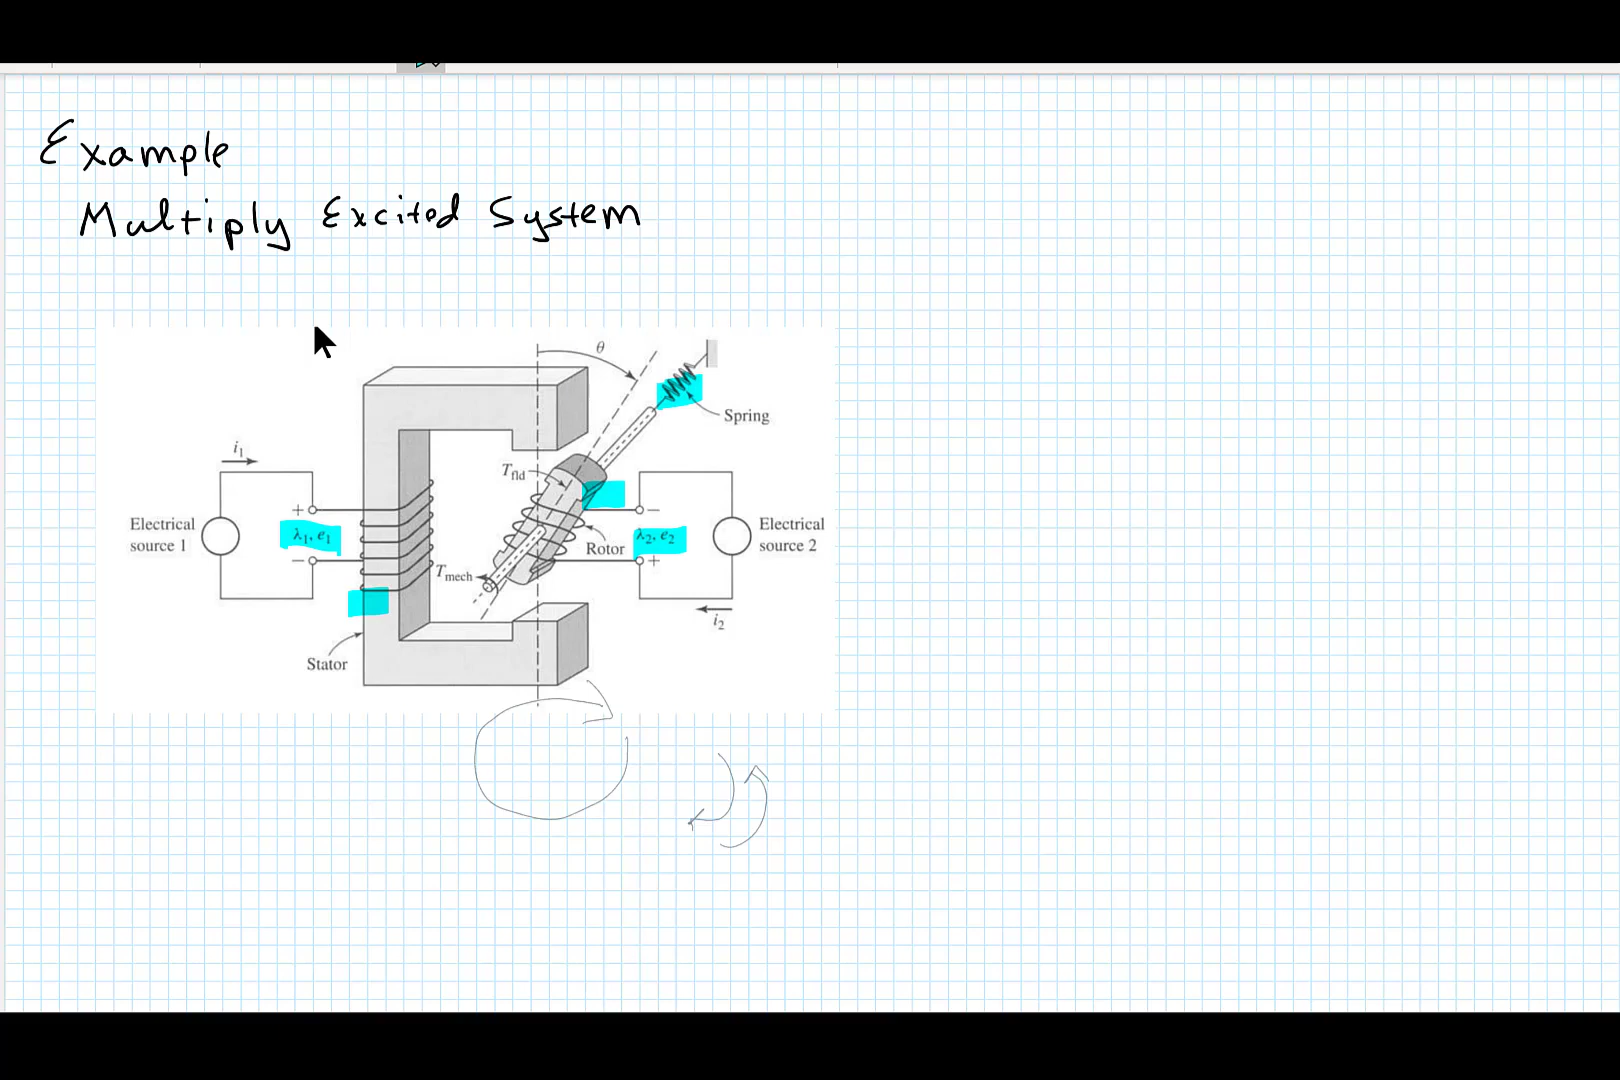 Example
Multiply Excited System
θ
Spring
i₁
T_fld
+
−
Electrical
source 1
λ₁, e₁
λ₂, e₂
Electrical
source 2
Rotor
−
+
T_mech
i₂
Stator